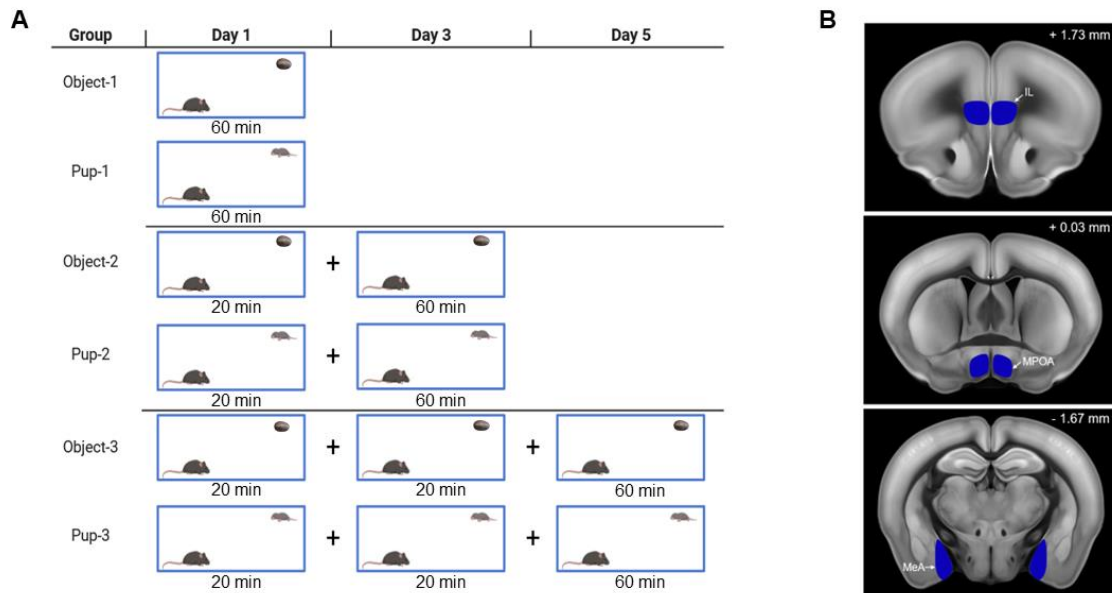 A
B
Group Day 1 Day 3 Day 5
Object-1
60 min
Pup-1
60 min
Object-2
+
20 min 60 min
Pup-2
+
20 min 60 min
Object-3
+ +
20 min 20 min 60 min
Pup-3
+ +
20 min 20 min 60 min
+ 1.73 mm
IL
+ 0.03 mm
MPOA
- 1.67 mm
MeA